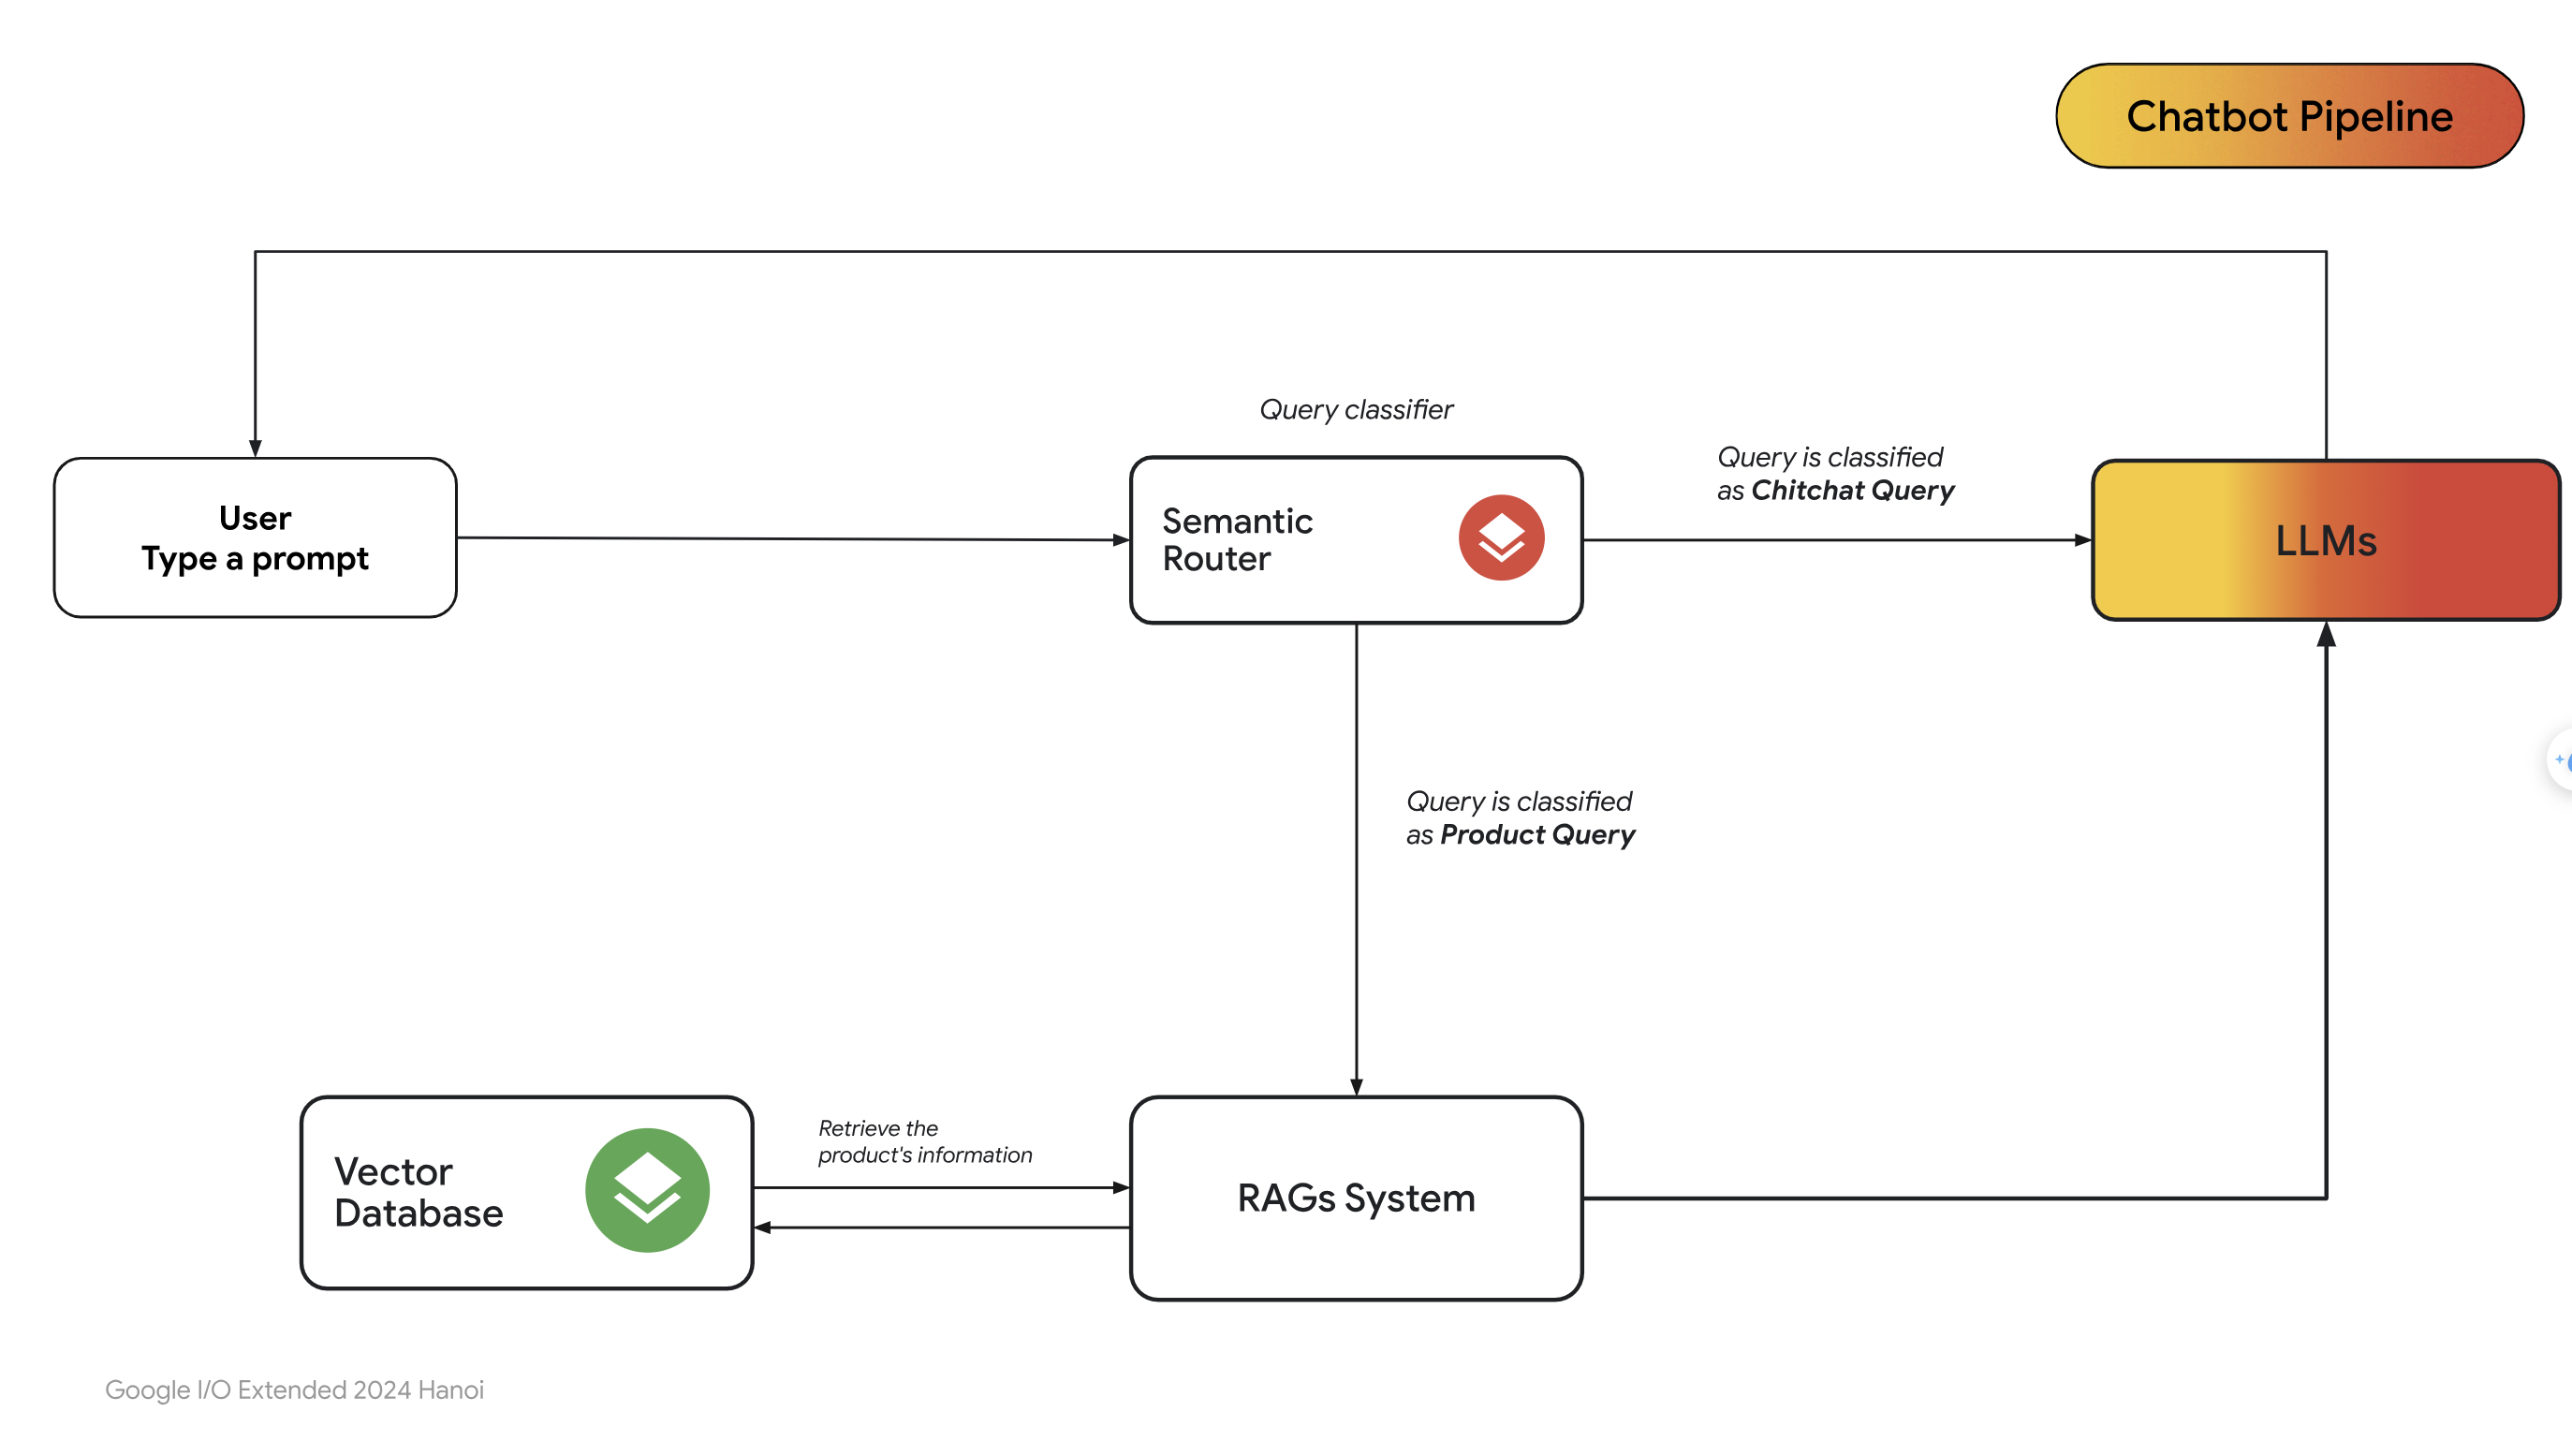 Chatbot Pipeline
Query classifier
User
Type a prompt
Semantic
Router
Query is classified
as Chitchat Query
LLMs
Query is classified
as Product Query
Vector
Database
Retrieve the
product's information
RAGs System
Google I/O Extended 2024 Hanoi